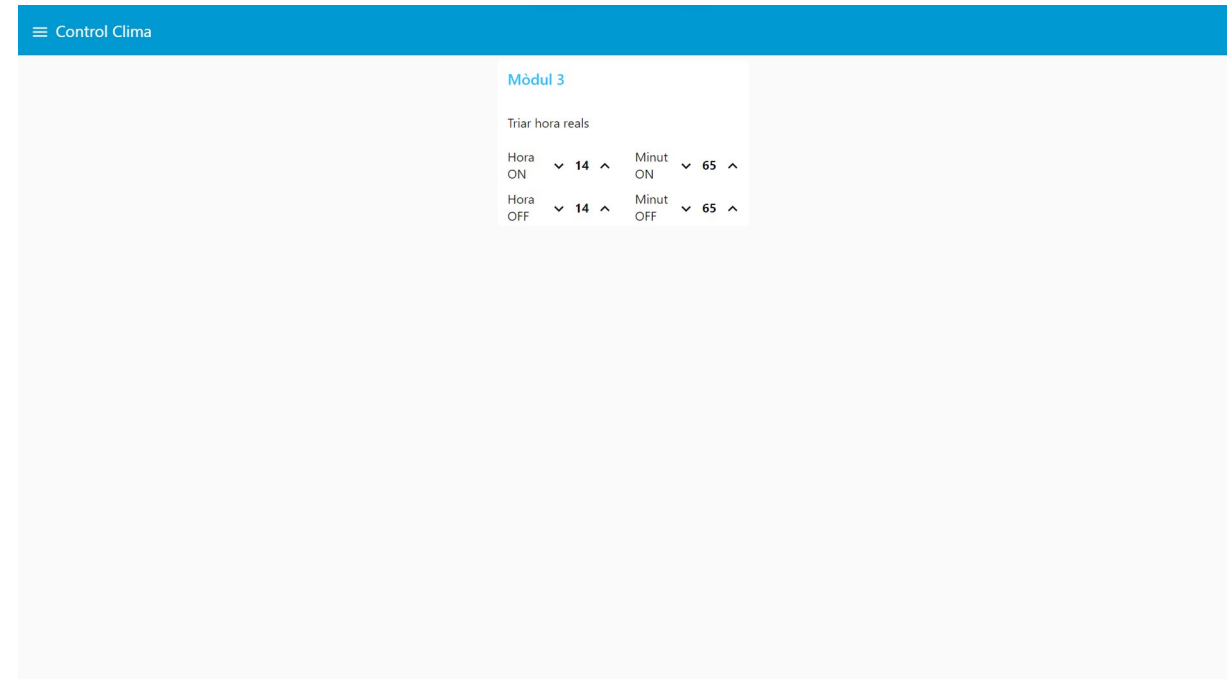 Control Clima
Mòdul 3
Triar hora reals
Hora ON 14 Minut ON 65
Hora OFF 14 Minut OFF 65